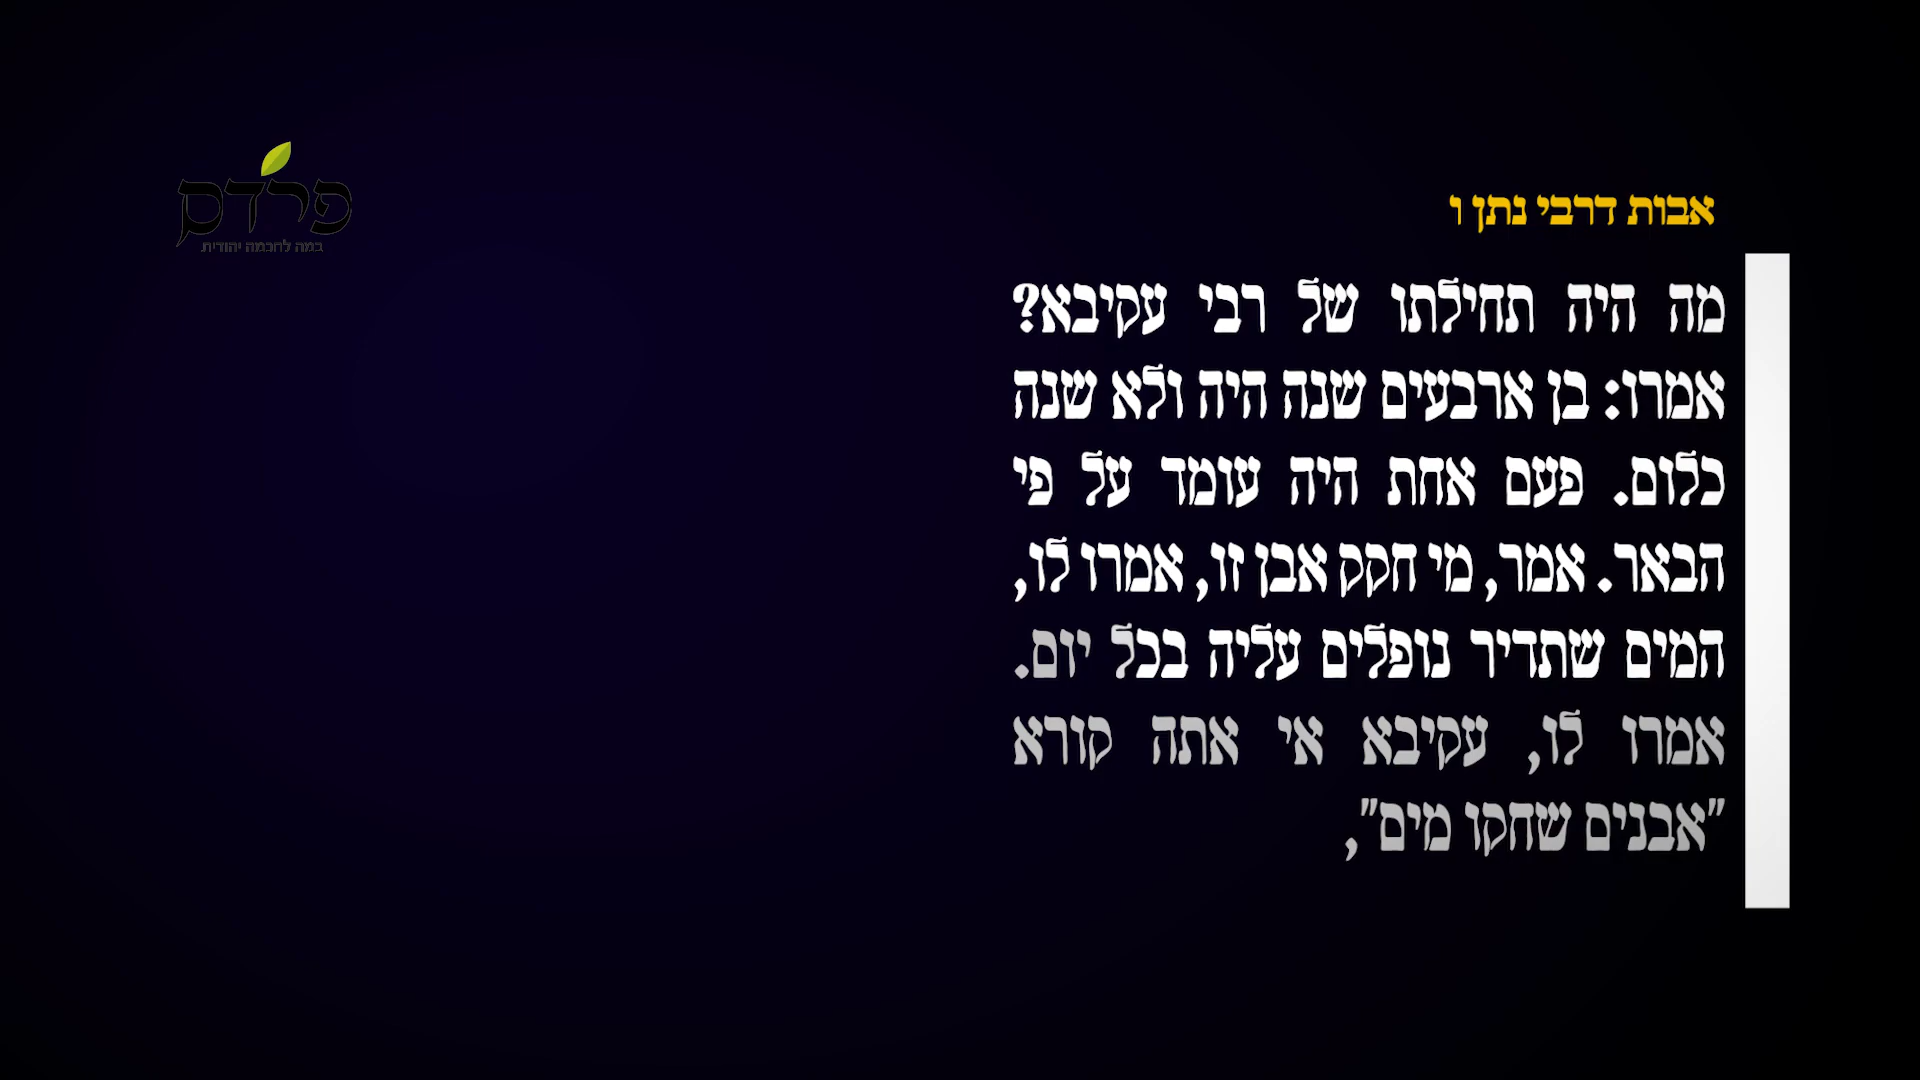 פרדס
במה לחכמה יהודית
אבות דרבי נתן ו
מה היה תחילתו של רבי עקיבא?
אמרו: בן ארבעים שנה היה ולא שנה
כלום. פעם אחת היה עומד על פי
הבאר. אמר, מי חקק אבן זו, אמרו לו,
המים שתדיר נופלים עליה בכל יום.
אמרו לו, עקיבא אי אתה קורא
"אבנים שחקו מים",